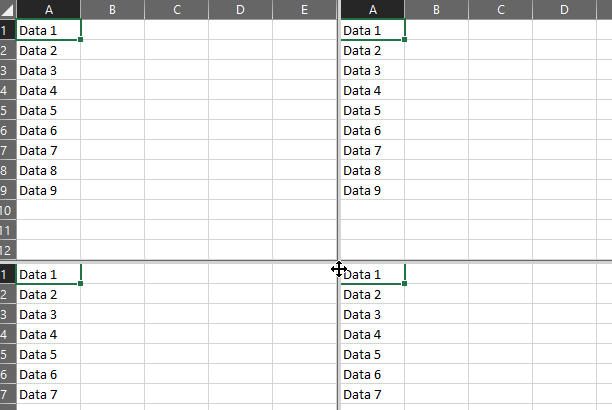 A B C D E A B C D
1 Data 1 Data 1
2 Data 2 Data 2
3 Data 3 Data 3
4 Data 4 Data 4
5 Data 5 Data 5
6 Data 6 Data 6
7 Data 7 Data 7
8 Data 8 Data 8
9 Data 9 Data 9
10
11
12
1 Data 1 Data 1
2 Data 2 Data 2
3 Data 3 Data 3
4 Data 4 Data 4
5 Data 5 Data 5
6 Data 6 Data 6
7 Data 7 Data 7